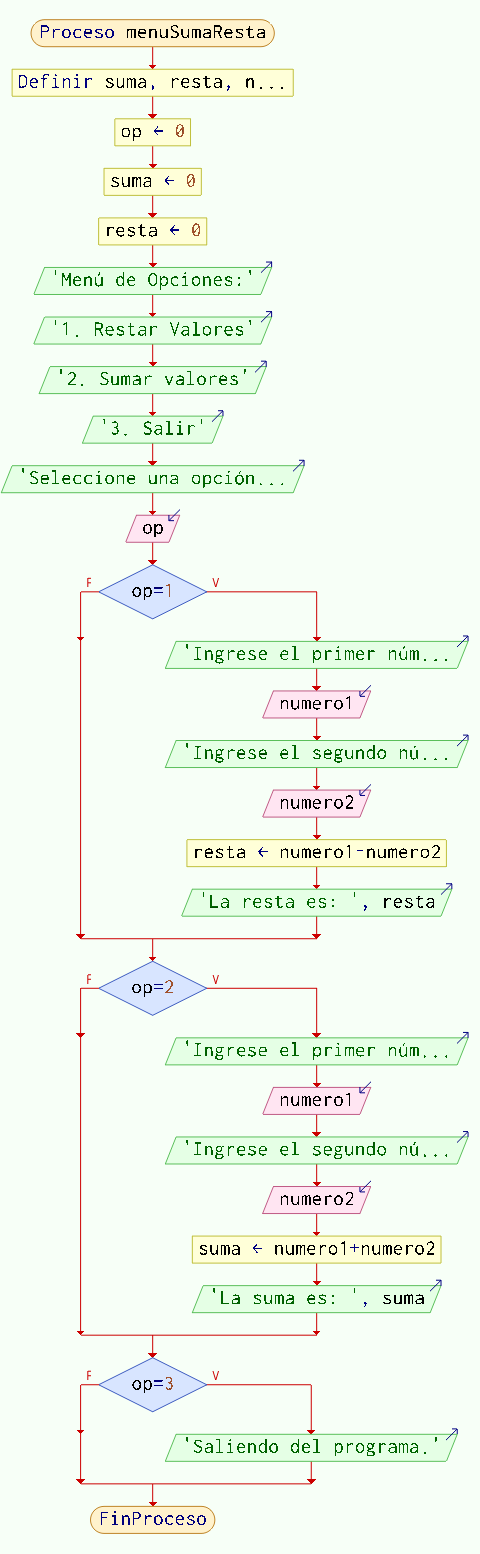 Proceso menuSumaResta
Definir suma, resta, n...
op ← 0
suma ← 0
resta ← 0
'Menú de Opciones:'
'1. Restar Valores'
'2. Sumar valores'
'3. Salir'
'Seleccione una opción...
op
op=1
F
V
'Ingrese el primer núm...
numero1
'Ingrese el segundo nú...
numero2
resta ← numero1-numero2
'La resta es: ', resta
op=2
F
V
'Ingrese el primer núm...
numero1
'Ingrese el segundo nú...
numero2
suma ← numero1+numero2
'La suma es: ', suma
op=3
F
V
'Saliendo del programa.'
FinProceso